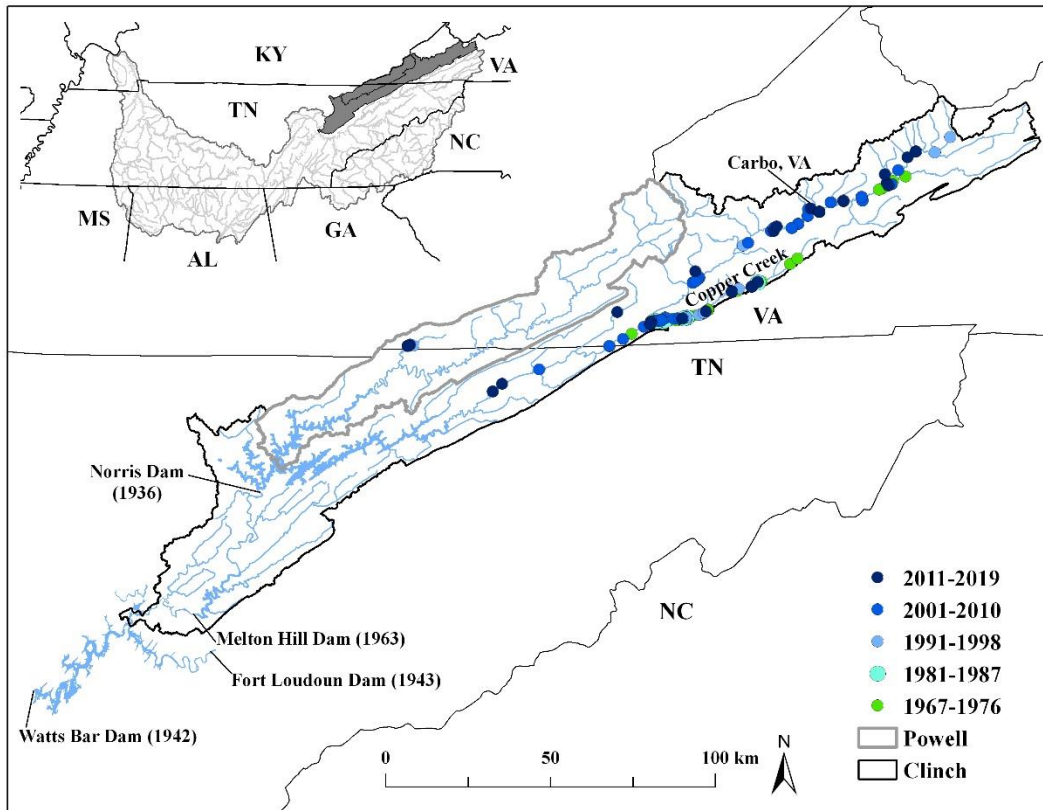 KY
VA
TN
NC
MS
AL
GA
Carbo, VA
Copper Creek
VA
TN
Norris Dam
(1936)
NC
Melton Hill Dam (1963)
Fort Loudoun Dam (1943)
Watts Bar Dam (1942)
2011-2019
2001-2010
1991-1998
1981-1987
1967-1976
Powell
Clinch
0 50 100 km
N